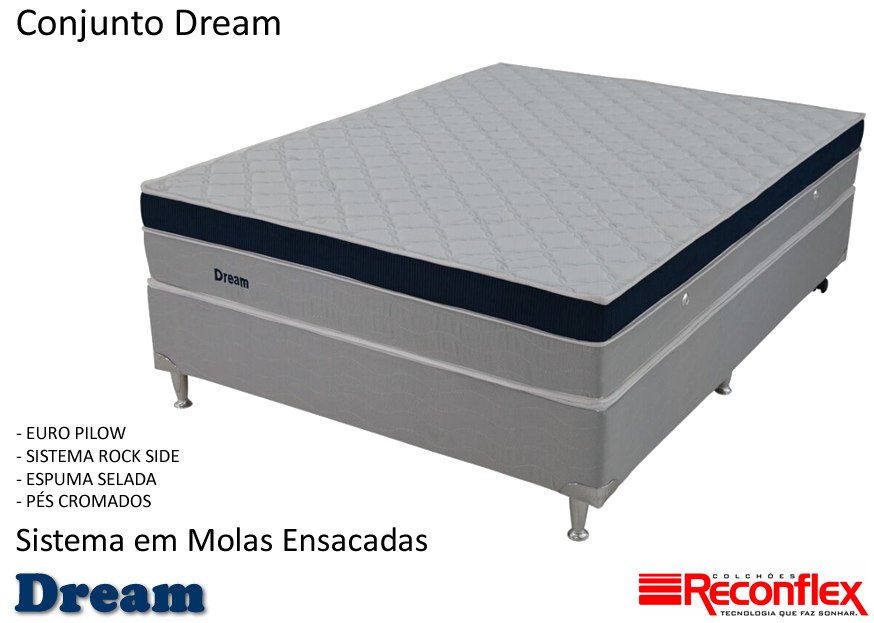 Conjunto Dream
Dream
- EURO PILOW
- SISTEMA ROCK SIDE
- ESPUMA SELADA
- PÉS CROMADOS
Sistema em Molas Ensacadas
Dream
COLCHÕES
RECONFLEX
TECNOLOGIA QUE FAZ SONHAR.